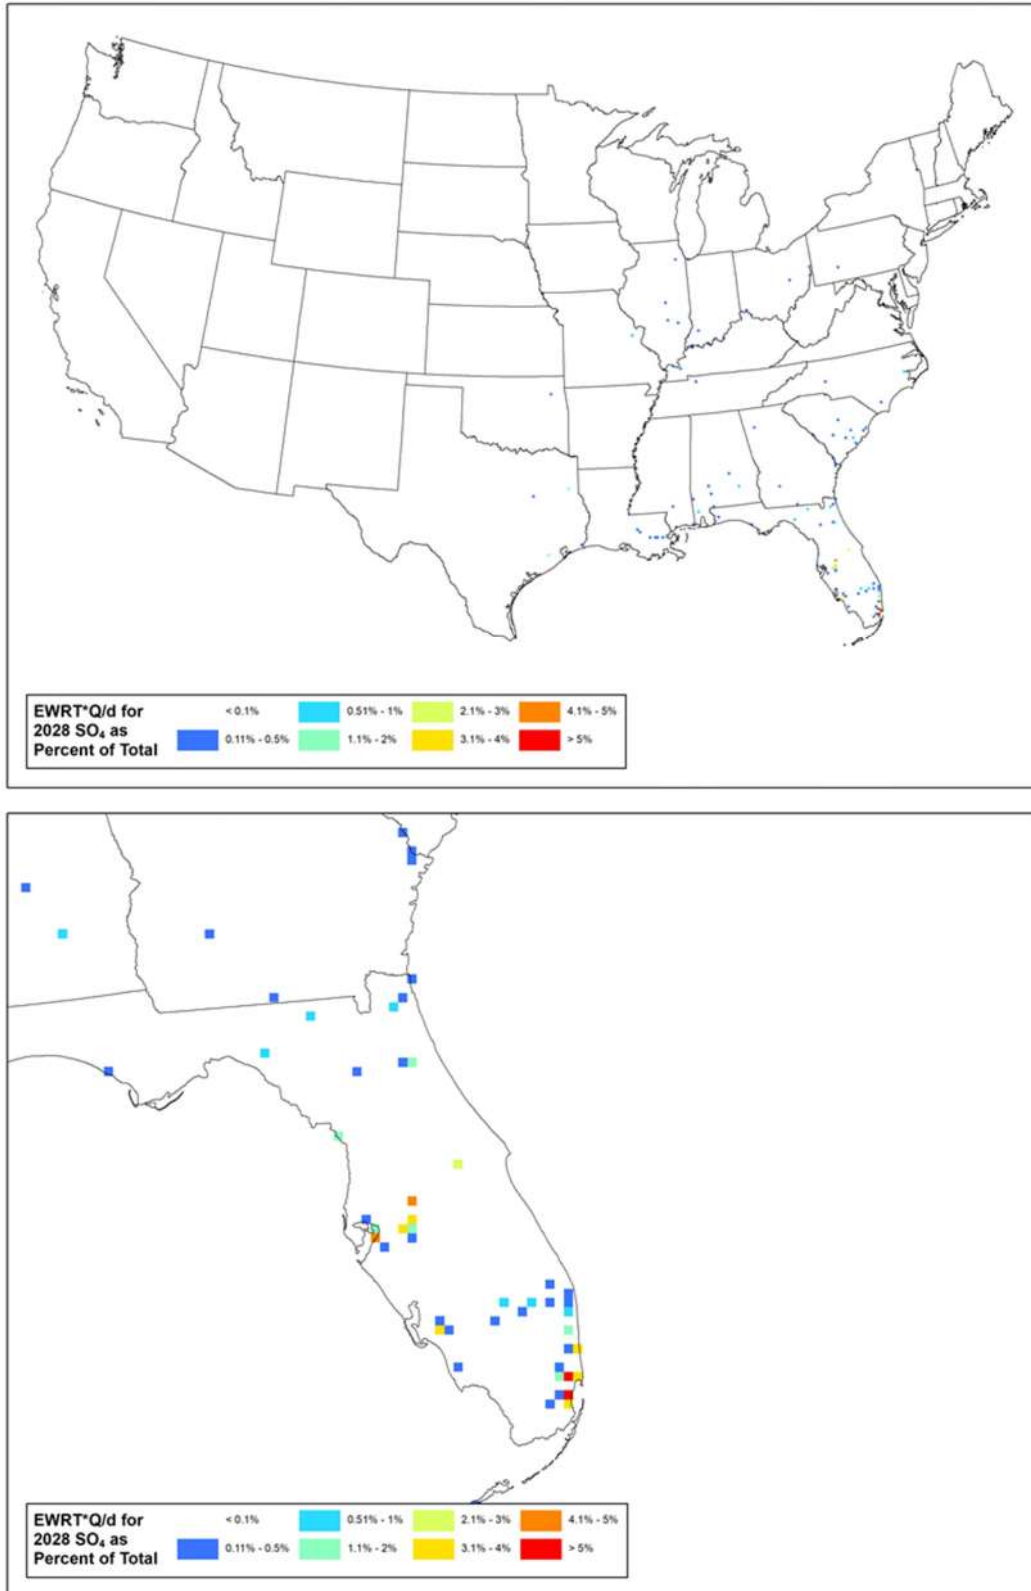 EWRT*Q/d for
2028 SO₄ as
Percent of Total
< 0.1%
0.11% - 0.5%
0.51% - 1%
1.1% - 2%
2.1% - 3%
3.1% - 4%
4.1% - 5%
> 5%
EWRT*Q/d for
2028 SO₄ as
Percent of Total
< 0.1%
0.11% - 0.5%
0.51% - 1%
1.1% - 2%
2.1% - 3%
3.1% - 4%
4.1% - 5%
> 5%